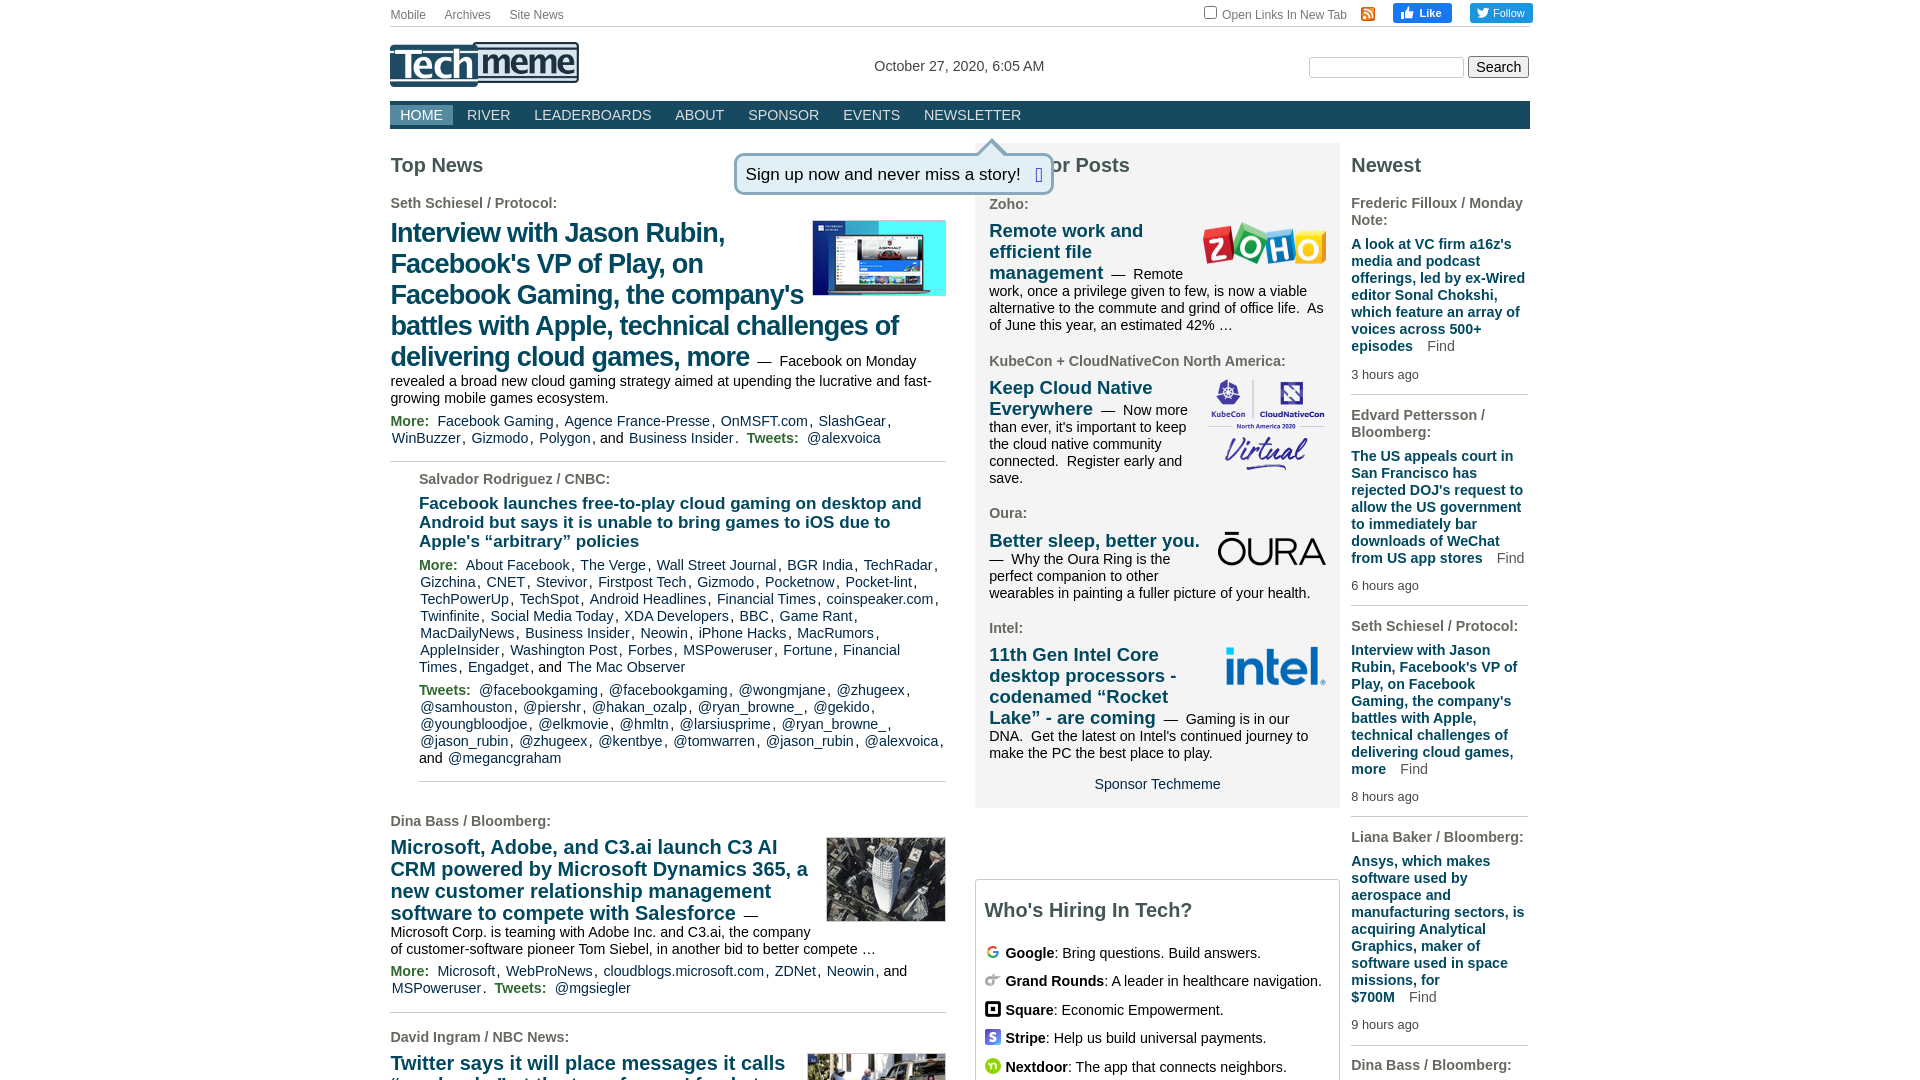 Mobile Archives Site News
Open Links In New Tab
Like
Follow
Techmeme
October 27, 2020, 6:05 AM
Search
HOME RIVER LEADERBOARDS ABOUT SPONSOR EVENTS NEWSLETTER
Sign up now and never miss a story!
Top News
Seth Schiesel / Protocol:
Interview with Jason Rubin,
Facebook's VP of Play, on
Facebook Gaming, the company's
battles with Apple, technical challenges of
delivering cloud games, more — Facebook on Monday
revealed a broad new cloud gaming strategy aimed at upending the lucrative and fast-
growing mobile games ecosystem.
More: Facebook Gaming, Agence France-Presse, OnMSFT.com, SlashGear,
WinBuzzer, Gizmodo, Polygon, and Business Insider. Tweets: @alexvoica
Salvador Rodriguez / CNBC:
Facebook launches free-to-play cloud gaming on desktop and
Android but says it is unable to bring games to iOS due to
Apple's “arbitrary” policies
More: About Facebook, The Verge, Wall Street Journal, BGR India, TechRadar,
Gizchina, CNET, Stevivor, Firstpost Tech, Gizmodo, Pocketnow, Pocket-lint,
TechPowerUp, TechSpot, Android Headlines, Financial Times, coinspeaker.com,
Twinfinite, Social Media Today, XDA Developers, BBC, Game Rant,
MacDailyNews, Business Insider, Neowin, iPhone Hacks, MacRumors,
AppleInsider, Washington Post, Forbes, MSPoweruser, Fortune, Financial
Times, Engadget, and The Mac Observer
Tweets: @facebookgaming, @facebookgaming, @wongmjane, @zhugeex,
@samhouston, @piershr, @hakan_ozalp, @ryan_browne_, @gekido,
@youngbloodjoe, @elkmovie, @hmltn, @larsiusprime, @ryan_browne_,
@jason_rubin, @zhugeex, @kentbye, @tomwarren, @jason_rubin, @alexvoica,
and @megancgraham
Dina Bass / Bloomberg:
Microsoft, Adobe, and C3.ai launch C3 AI
CRM powered by Microsoft Dynamics 365, a
new customer relationship management
software to compete with Salesforce —
Microsoft Corp. is teaming with Adobe Inc. and C3.ai, the company
of customer-software pioneer Tom Siebel, in another bid to better compete …
More: Microsoft, WebProNews, cloudblogs.microsoft.com, ZDNet, Neowin, and
MSPoweruser. Tweets: @mgsiegler
David Ingram / NBC News:
Twitter says it will place messages it calls
or Posts
Zoho:
Remote work and
efficient file
management — Remote
work, once a privilege given to few, is now a viable
alternative to the commute and grind of office life. As
of June this year, an estimated 42% …
ZOHO
KubeCon + CloudNativeCon North America:
Keep Cloud Native
Everywhere — Now more
than ever, it's important to keep
the cloud native community
connected. Register early and
save.
KubeCon CloudNativeCon
North America 2020
Virtual
Oura:
Better sleep, better you.
— Why the Oura Ring is the
perfect companion to other
wearables in painting a fuller picture of your health.
ŌURA
Intel:
11th Gen Intel Core
desktop processors -
codenamed “Rocket
Lake” - are coming — Gaming is in our
DNA. Get the latest on Intel's continued journey to
make the PC the best place to play.
intel
Sponsor Techmeme
Who's Hiring In Tech?
Google: Bring questions. Build answers.
Grand Rounds: A leader in healthcare navigation.
Square: Economic Empowerment.
Stripe: Help us build universal payments.
Nextdoor: The app that connects neighbors.
Newest
Frederic Filloux / Monday
Note:
A look at VC firm a16z's
media and podcast
offerings, led by ex-Wired
editor Sonal Chokshi,
which feature an array of
voices across 500+
episodes Find
3 hours ago
Edvard Pettersson /
Bloomberg:
The US appeals court in
San Francisco has
rejected DOJ's request to
allow the US government
to immediately bar
downloads of WeChat
from US app stores Find
6 hours ago
Seth Schiesel / Protocol:
Interview with Jason
Rubin, Facebook's VP of
Play, on Facebook
Gaming, the company's
battles with Apple,
technical challenges of
delivering cloud games,
more Find
8 hours ago
Liana Baker / Bloomberg:
Ansys, which makes
software used by
aerospace and
manufacturing sectors, is
acquiring Analytical
Graphics, maker of
software used in space
missions, for
$700M Find
9 hours ago
Dina Bass / Bloomberg: